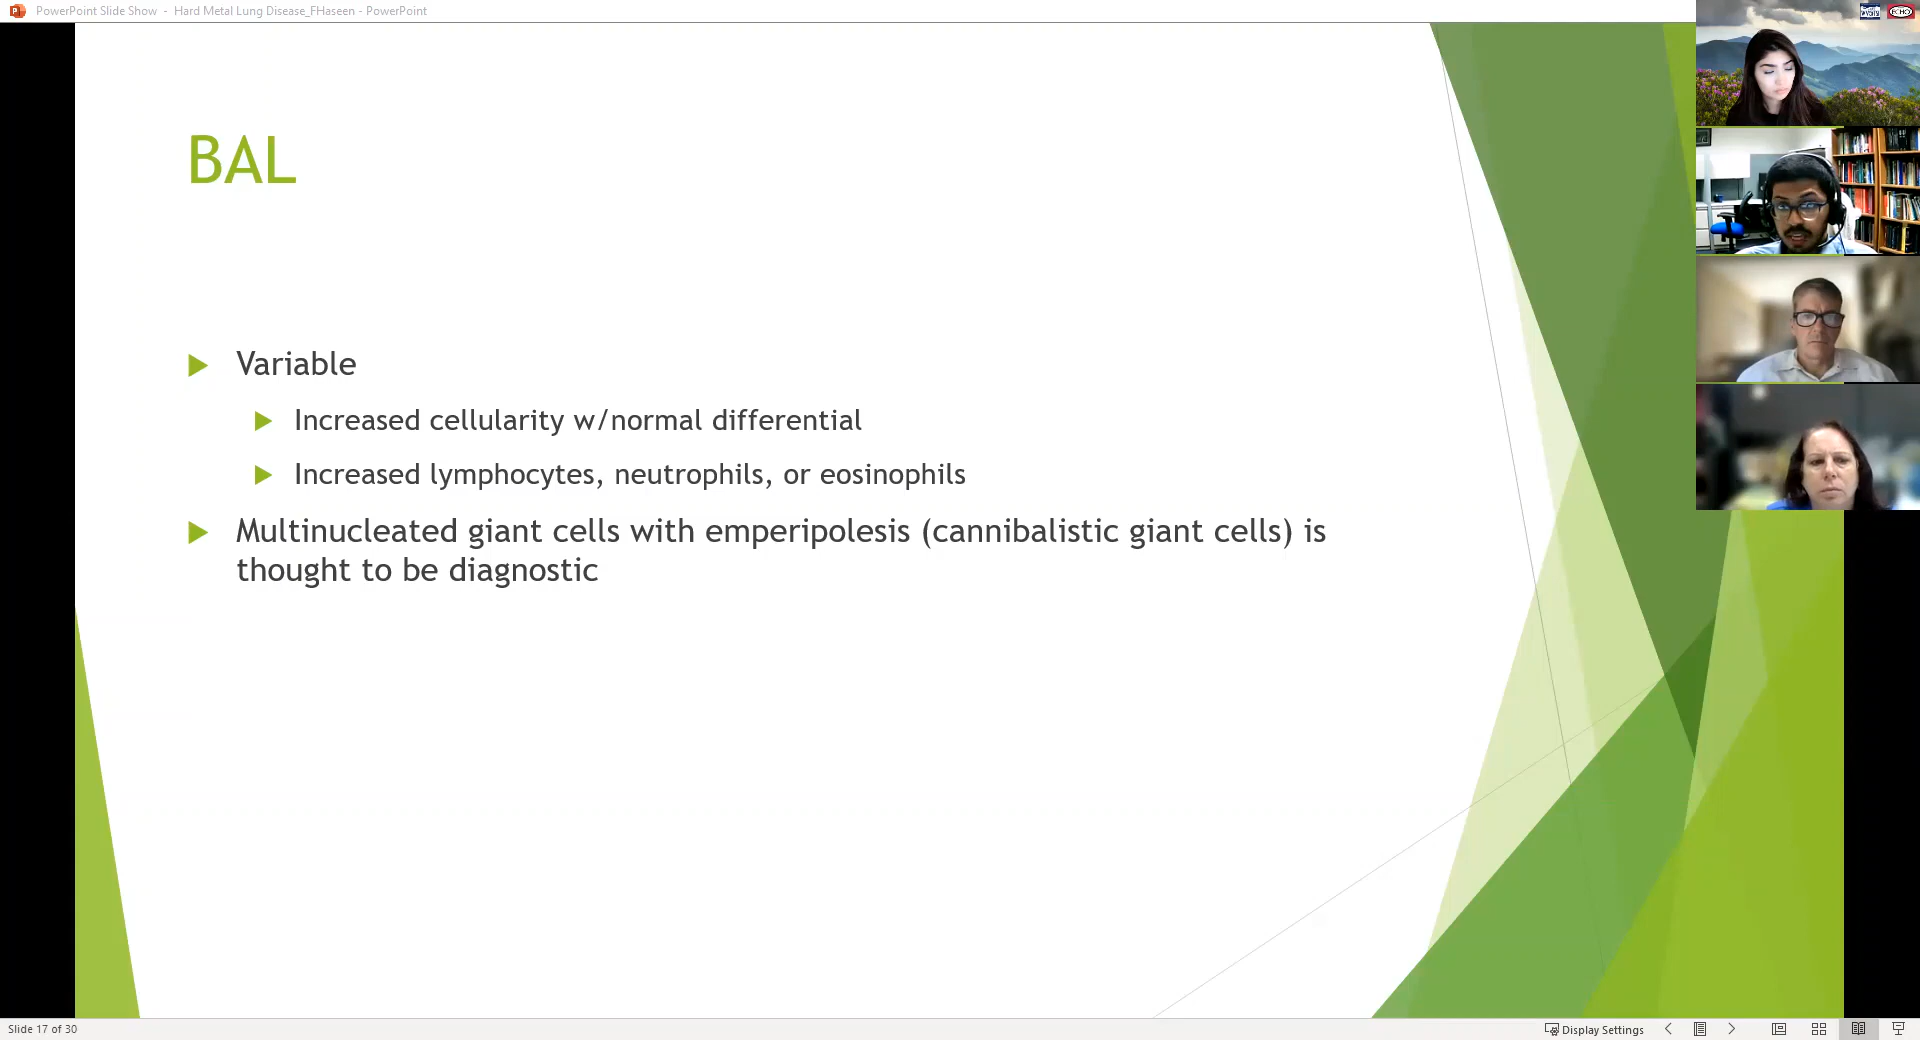 PowerPoint Slide Show - Hard Metal Lung Disease_FHaseen - PowerPoint
ECHO
BAL
Variable
Increased cellularity w/normal differential
Increased lymphocytes, neutrophils, or eosinophils
Multinucleated giant cells with emperipolesis (cannibalistic giant cells) is
thought to be diagnostic
Slide 17 of 30
Display Settings